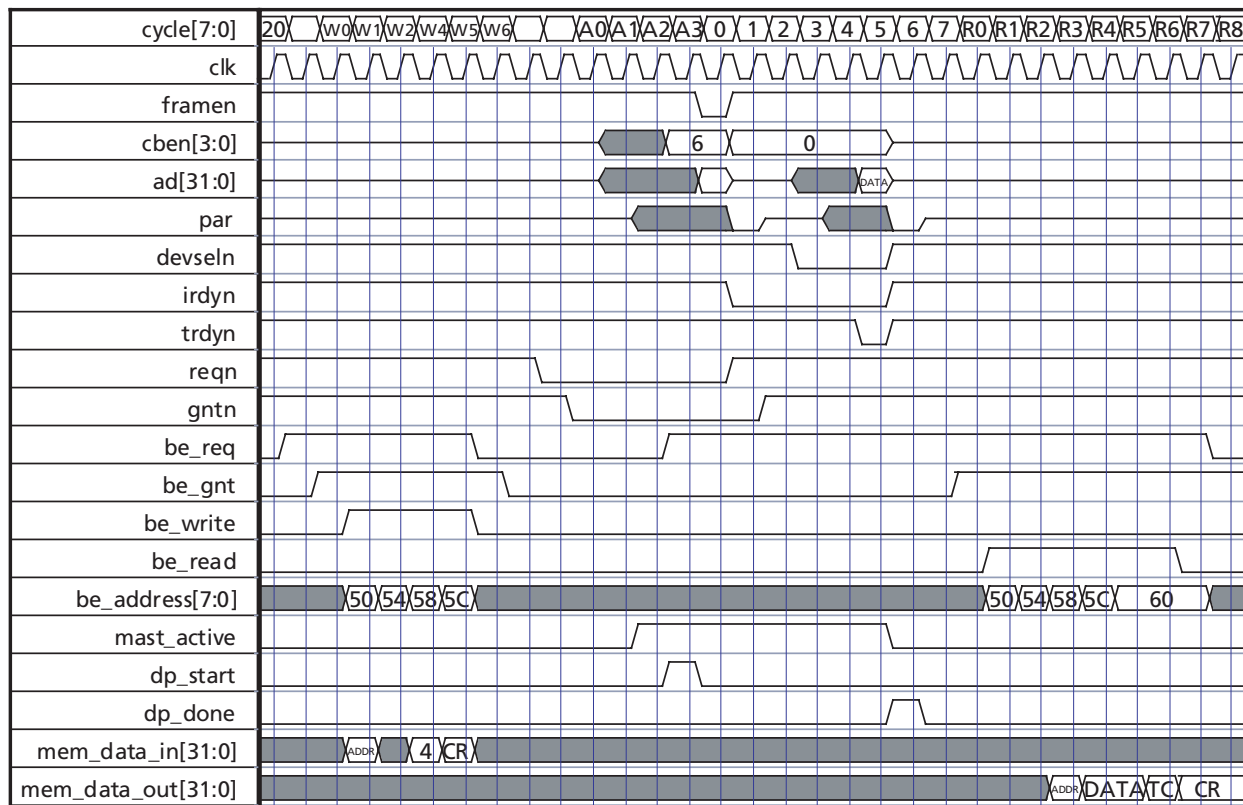 cycle[7:0] 20 W0 W1 W2 W4 W5 W6 A0 A1 A2 A3 0 1 2 3 4 5 6 7 R0 R1 R2 R3 R4 R5 R6 R7 R8
clk
framen
cben[3:0] 6 0
ad[31:0] DATA
par
devseln
irdyn
trdyn
reqn
gntn
be_req
be_gnt
be_write
be_read
be_address[7:0] 50 54 58 5C 50 54 58 5C 60
mast_active
dp_start
dp_done
mem_data_in[31:0] ADDR 4 CR
mem_data_out[31:0] ADDR DATA TC CR